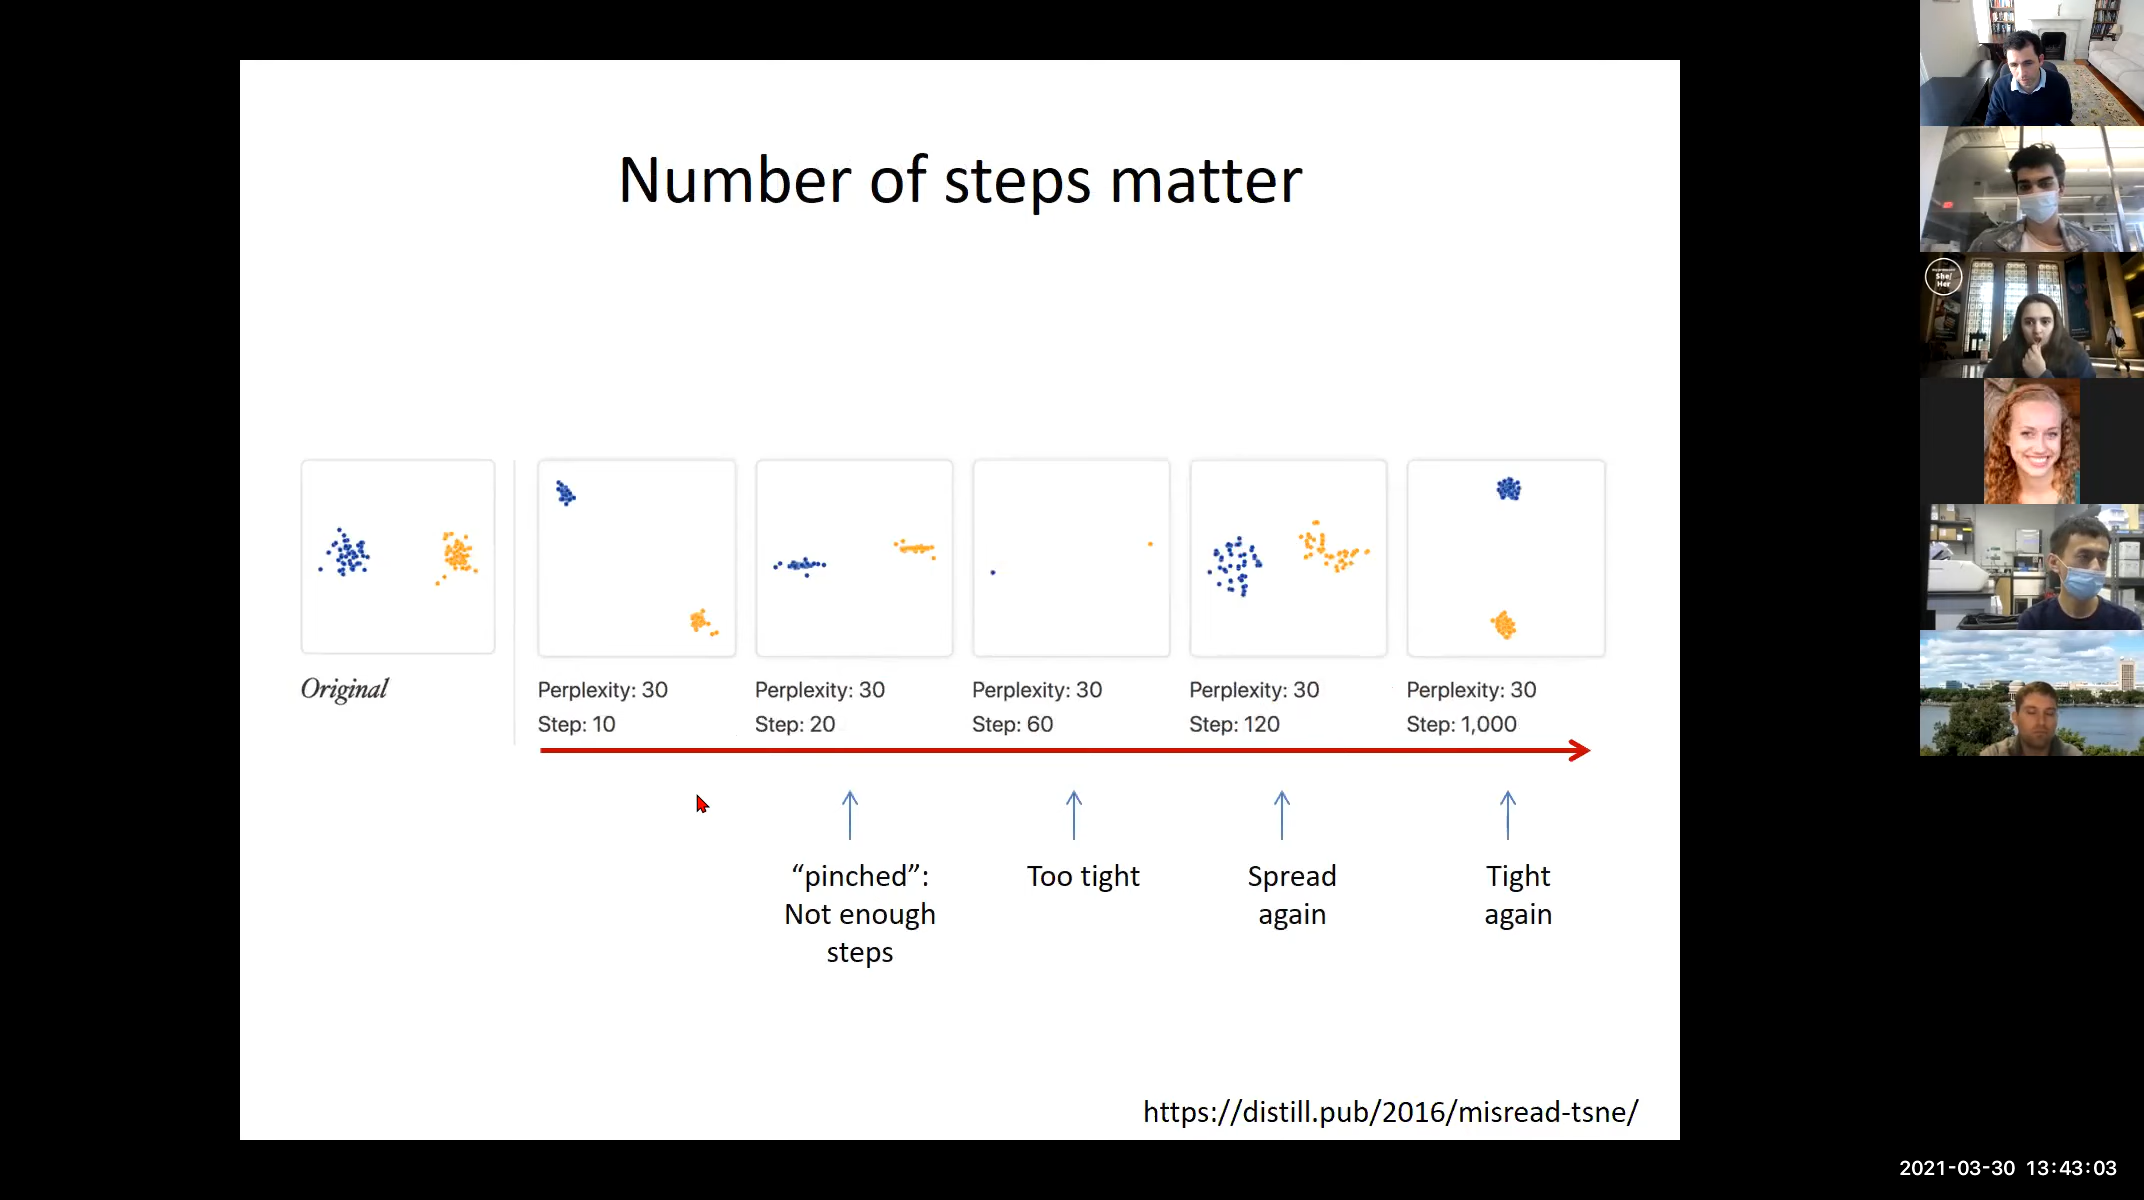 Number of steps matter
Original
Perplexity: 30
Step: 10
Perplexity: 30
Step: 20
Perplexity: 30
Step: 60
Perplexity: 30
Step: 120
Perplexity: 30
Step: 1,000
“pinched”:
Not enough
steps
Too tight
Spread
again
Tight
again
https://distill.pub/2016/misread-tsne/
She/
Her
2021-03-30 13:43:03